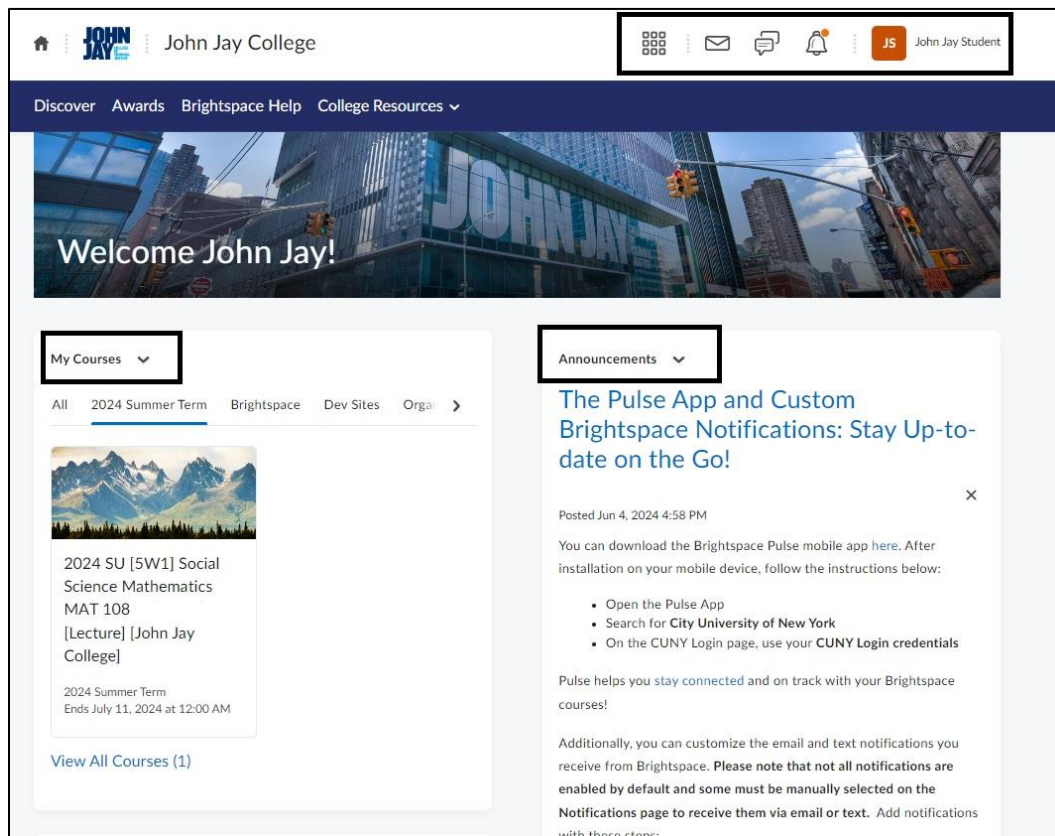 JOHN
JAY
John Jay College
JS
John Jay Student
Discover Awards Brightspace Help College Resources
JOHN JAY
Welcome John Jay!
My Courses
All 2024 Summer Term Brightspace Dev Sites
2024 SU [5W1] Social
Science Mathematics
MAT 108
[Lecture] [John Jay
College]
2024 Summer Term
Ends July 11, 2024 at 12:00 AM
View All Courses (1)
Announcements
The Pulse App and Custom
Brightspace Notifications: Stay Up-to-
date on the Go!
Posted Jun 4, 2024 4:58 PM
You can download the Brightspace Pulse mobile app here. After
installation on your mobile device, follow the instructions below:
• Open the Pulse App
• Search for City University of New York
• On the CUNY Login page, use your CUNY Login credentials
Pulse helps you stay connected and on track with your Brightspace
courses!
Additionally, you can customize the email and text notifications you
receive from Brightspace. Please note that not all notifications are
enabled by default and some must be manually selected on the
Notifications page to receive them via email or text. Add notifications
with these steps: